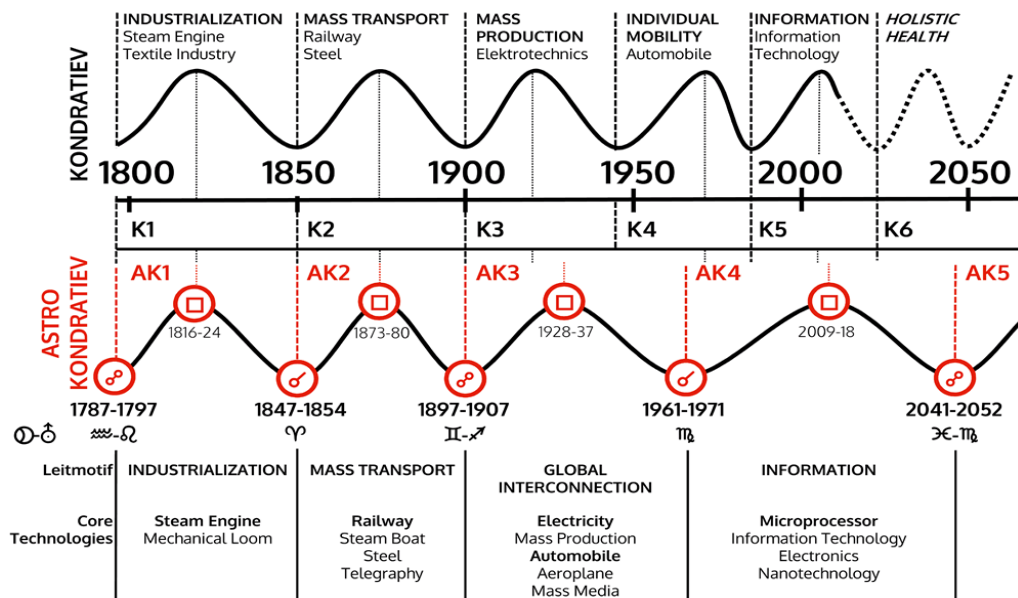 INDUSTRIALIZATION
Steam Engine
Textile Industry
MASS TRANSPORT
Railway
Steel
MASS
PRODUCTION
Elektrotechnics
INDIVIDUAL
MOBILITY
Automobile
INFORMATION
Information
Technology
HOLISTIC
HEALTH
KONDRATIEV
1800
1850
1900
1950
2000
2050
K1
K2
K3
K4
K5
K6
ASTRO
KONDRATIEV
AK1
AK2
AK3
AK4
AK5
1816-24
1873-80
1928-37
2009-18
1787-1797
1847-1854
1897-1907
1961-1971
2041-2052
♒-♌
♈
♊-♐
♍
♓-♍
Leitmotif
INDUSTRIALIZATION
MASS TRANSPORT
GLOBAL
INTERCONNECTION
INFORMATION
Core
Technologies
Steam Engine
Mechanical Loom
Railway
Steam Boat
Steel
Telegraphy
Electricity
Mass Production
Automobile
Aeroplane
Mass Media
Microprocessor
Information Technology
Electronics
Nanotechnology